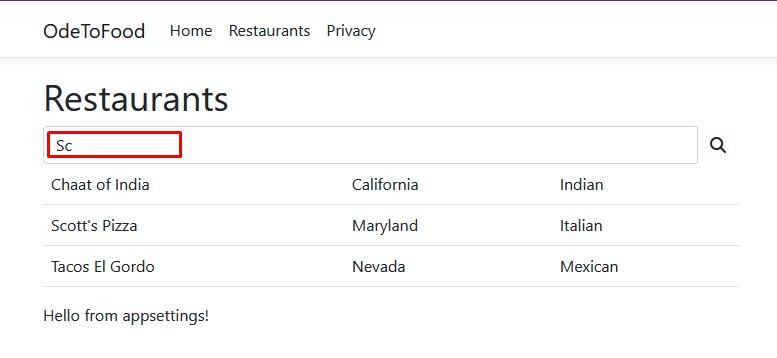 OdeToFood Home Restaurants Privacy
Restaurants
Sc
Chaat of India California Indian
Scott's Pizza Maryland Italian
Tacos El Gordo Nevada Mexican
Hello from appsettings!